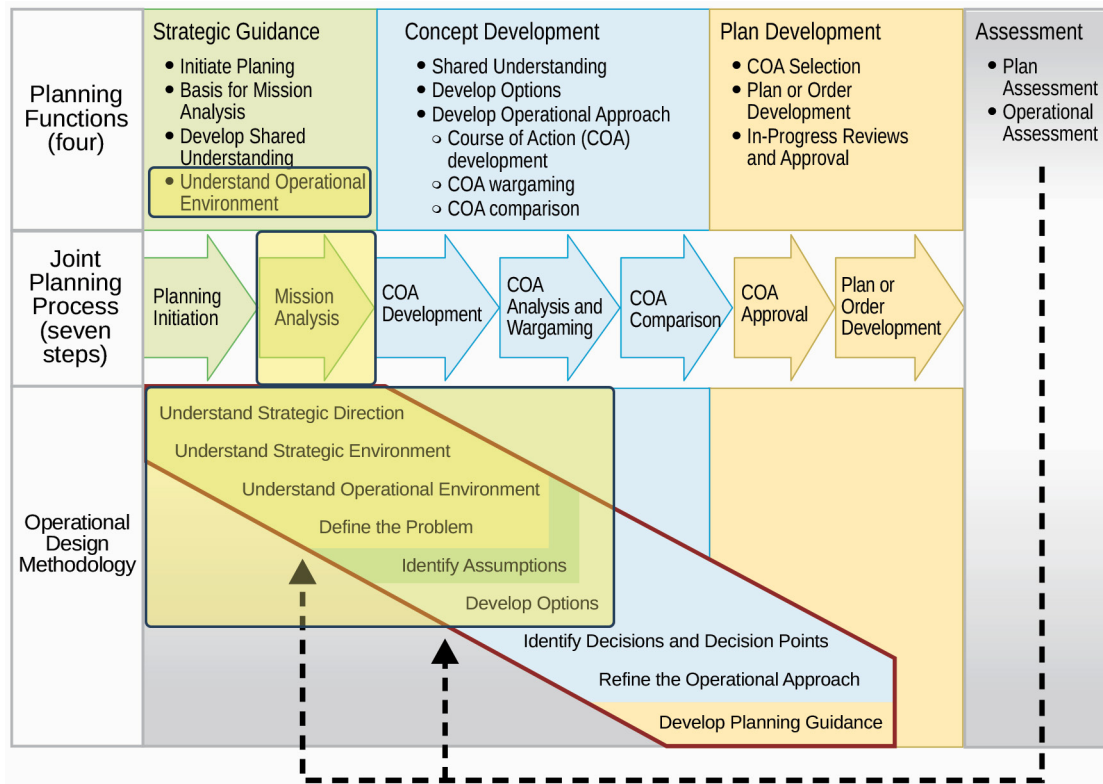 Planning
Functions
(four)
Strategic Guidance
• Initiate Planing
• Basis for Mission
Analysis
• Develop Shared
Understanding
• Understand Operational
Environment
Concept Development
• Shared Understanding
• Develop Options
• Develop Operational Approach
○ Course of Action (COA)
development
○ COA wargaming
○ COA comparison
Plan Development
• COA Selection
• Plan or Order
Development
• In-Progress Reviews
and Approval
Assessment
• Plan
Assessment
• Operational
Assessment
Joint
Planning
Process
(seven
steps)
Planning
Initiation
Mission
Analysis
COA
Development
COA
Analysis and
Wargaming
COA
Comparison
COA
Approval
Plan or
Order
Development
Operational
Design
Methodology
Understand Strategic Direction
Understand Strategic Environment
Understand Operational Environment
Define the Problem
Identify Assumptions
Develop Options
Identify Decisions and Decision Points
Refine the Operational Approach
Develop Planning Guidance